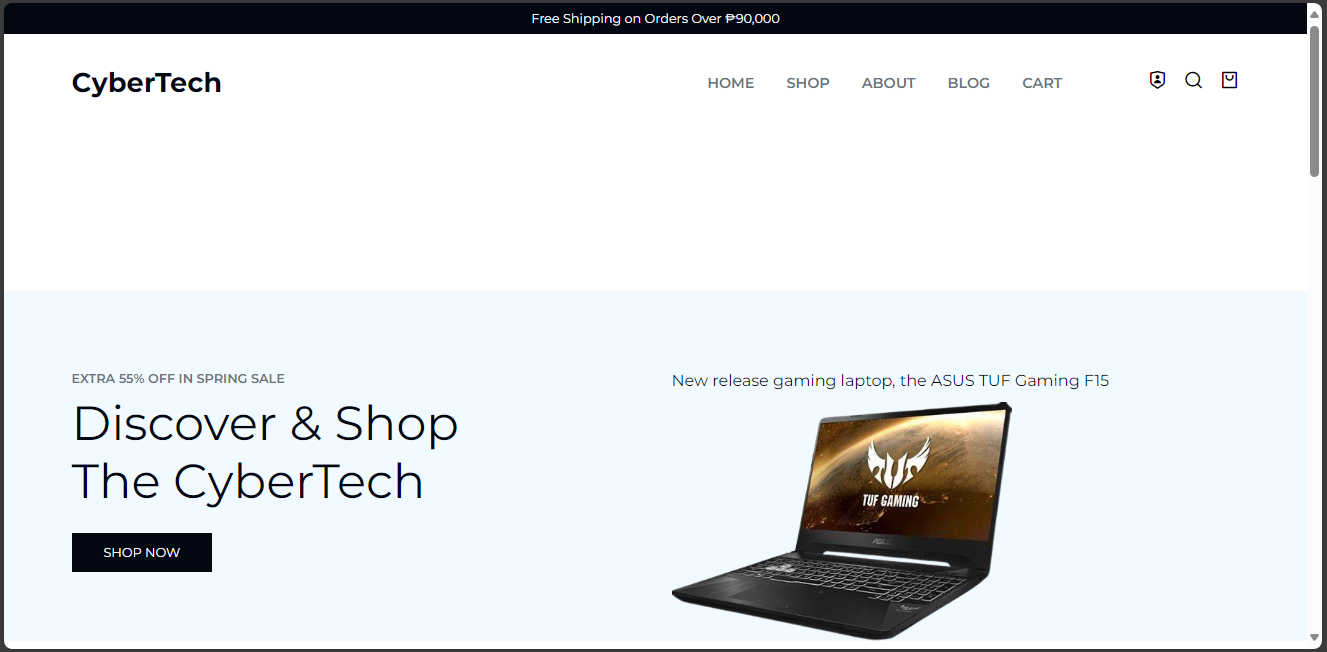 Free Shipping on Orders Over ₱90,000
CyberTech
HOME SHOP ABOUT BLOG CART
EXTRA 55% OFF IN SPRING SALE
Discover & Shop
The CyberTech
SHOP NOW
New release gaming laptop, the ASUS TUF Gaming F15
TUF GAMING
ASUS